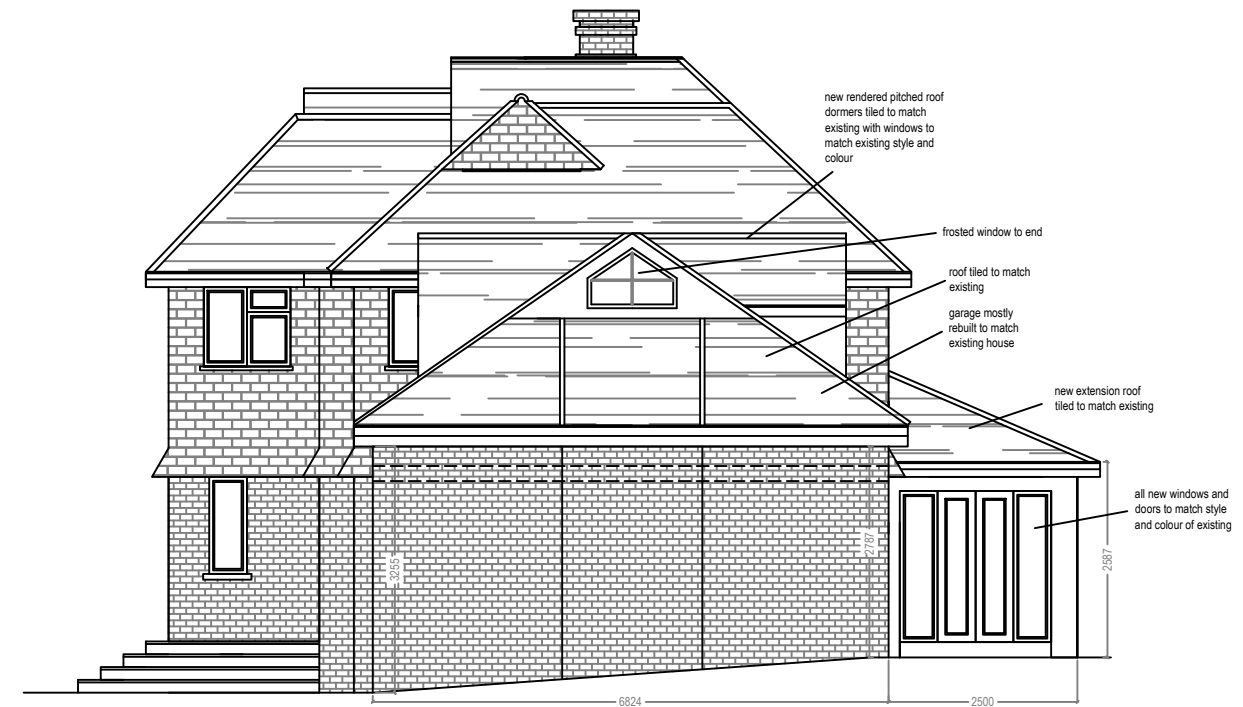 new rendered pitched roof
dormers tiled to match
existing with windows to
match existing style and
colour
frosted window to end
roof tiled to match
existing
garage mostly
rebuilt to match
existing house
new extension roof
tiled to match existing
all new windows and
doors to match style
and colour of existing
3255
2787
2587
6824
2500